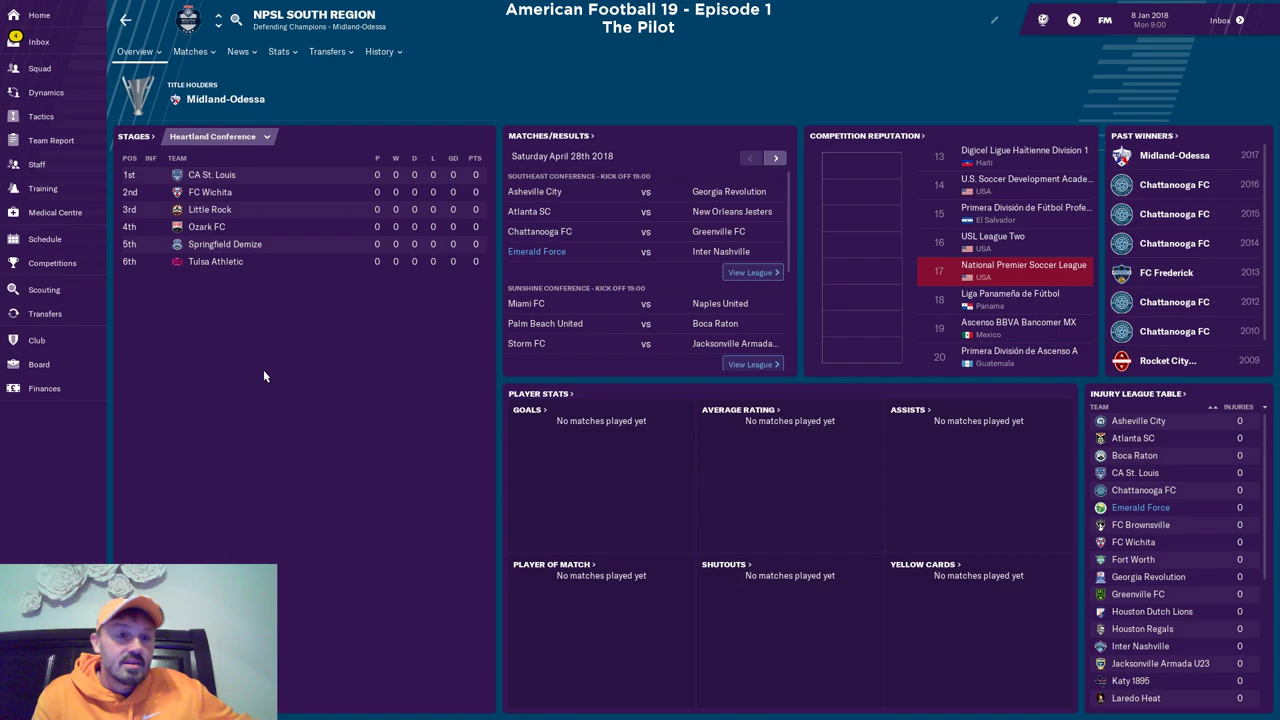 Home
4
Inbox
Squad
Dynamics
Tactics
Team Report
Staff
Training
Medical Centre
Schedule
Competitions
Scouting
Transfers
Club
Board
Finances
NPSL SOUTH REGION
Defending Champions - Midland-Odessa
American Football 19 - Episode 1
The Pilot
?
FM
8 Jan 2018
Mon 9:00
Inbox
Overview
Matches
News
Stats
Transfers
History
TITLE HOLDERS
Midland-Odessa
STAGES
Heartland Conference
POS INF TEAM P W D L GD PTS
1st CA St. Louis 0 0 0 0 0 0
2nd FC Wichita 0 0 0 0 0 0
3rd Little Rock 0 0 0 0 0 0
4th Ozark FC 0 0 0 0 0 0
5th Springfield Demize 0 0 0 0 0 0
6th Tulsa Athletic 0 0 0 0 0 0
MATCHES/RESULTS
Saturday April 28th 2018
SOUTHEAST CONFERENCE - KICK OFF 19:00
Asheville City vs Georgia Revolution
Atlanta SC vs New Orleans Jesters
Chattanooga FC vs Greenville FC
Emerald Force vs Inter Nashville
View League
SUNSHINE CONFERENCE - KICK OFF 19:00
Miami FC vs Naples United
Palm Beach United vs Boca Raton
Storm FC vs Jacksonville Armada...
View League
COMPETITION REPUTATION
13 Digicel Ligue Haïtienne Division 1
Haiti
14 U.S. Soccer Development Acade...
USA
15 Primera División de Fútbol Profe...
El Salvador
16 USL League Two
USA
17 National Premier Soccer League
USA
18 Liga Panameña de Fútbol
Panama
19 Ascenso BBVA Bancomer MX
Mexico
20 Primera División de Ascenso A
Guatemala
PAST WINNERS
Midland-Odessa 2017
Chattanooga FC 2016
Chattanooga FC 2015
Chattanooga FC 2014
FC Frederick 2013
Chattanooga FC 2012
Chattanooga FC 2010
Rocket City... 2009
PLAYER STATS
GOALS
No matches played yet
AVERAGE RATING
No matches played yet
ASSISTS
No matches played yet
PLAYER OF MATCH
No matches played yet
SHUTOUTS
No matches played yet
YELLOW CARDS
No matches played yet
INJURY LEAGUE TABLE
TEAM INJURIES
Asheville City 0
Atlanta SC 0
Boca Raton 0
CA St. Louis 0
Chattanooga FC 0
Emerald Force 0
FC Brownsville 0
FC Wichita 0
Fort Worth 0
Georgia Revolution 0
Greenville FC 0
Houston Dutch Lions 0
Houston Regals 0
Inter Nashville 0
Jacksonville Armada U23 0
Katy 1895 0
Laredo Heat 0